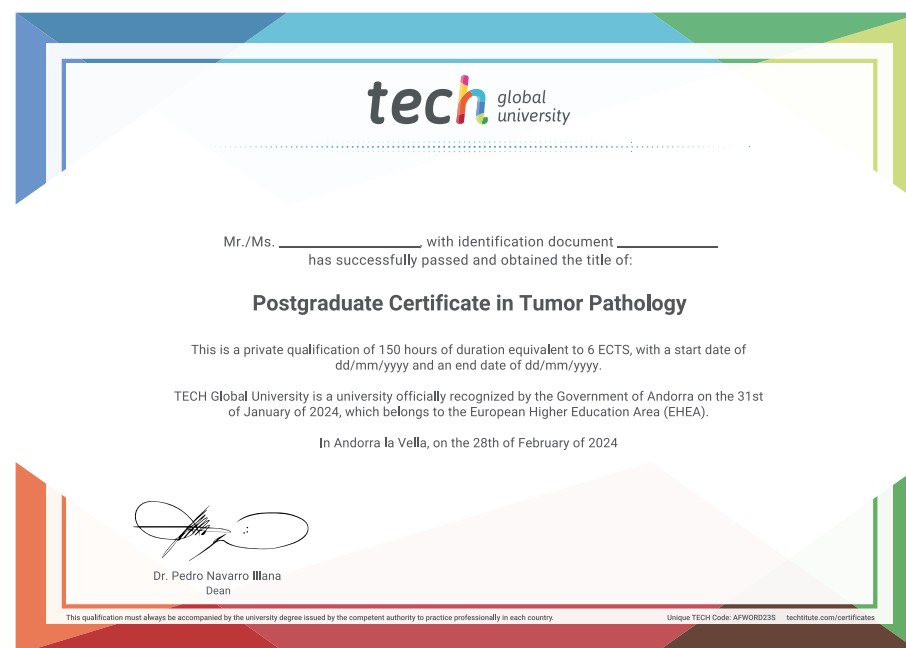 tech global
university
Mr./Ms. ____________, with identification document ____________
has successfully passed and obtained the title of:
Postgraduate Certificate in Tumor Pathology
This is a private qualification of 150 hours of duration equivalent to 6 ECTS, with a start date of
dd/mm/yyyy and an end date of dd/mm/yyyy.
TECH Global University is a university officially recognized by the Government of Andorra on the 31st
of January of 2024, which belongs to the European Higher Education Area (EHEA).
In Andorra la Vella, on the 28th of February of 2024
Dr. Pedro Navarro Illana
Dean
This qualification must always be accompanied by the university degree issued by the competent authority to practice professionally in each country.
Unique TECH Code: AFWORD23S techtitute.com/certificates